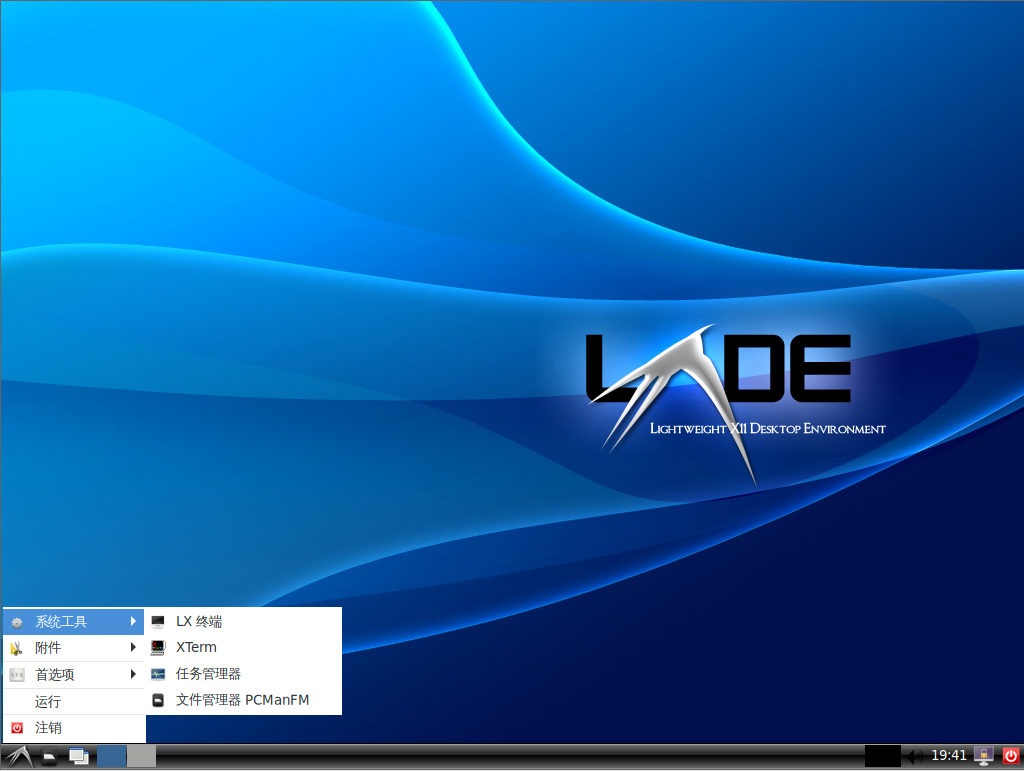 LXDE
Lightweight X11 Desktop Environment
系统工具
附件
首选项
运行
注销
LX 终端
XTerm
任务管理器
文件管理器 PCManFM
19:41